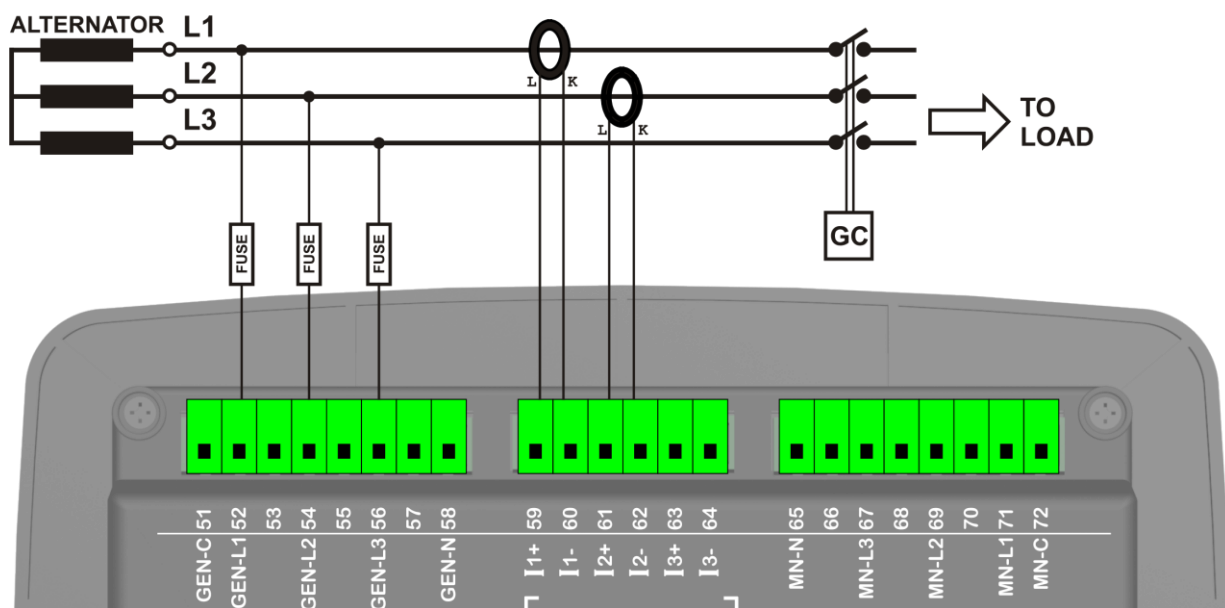 ALTERNATOR
L1
L2
L3
L K
L K
TO
LOAD
FUSE
FUSE
FUSE
GC
GEN-C 51
GEN-L1 52
53
GEN-L2 54
55
GEN-L3 56
57
GEN-N 58
I1+ 59
I1- 60
I2+ 61
I2- 62
I3+ 63
I3- 64
MN-N 65
66
MN-L3 67
68
MN-L2 69
70
MN-L1 71
MN-C 72